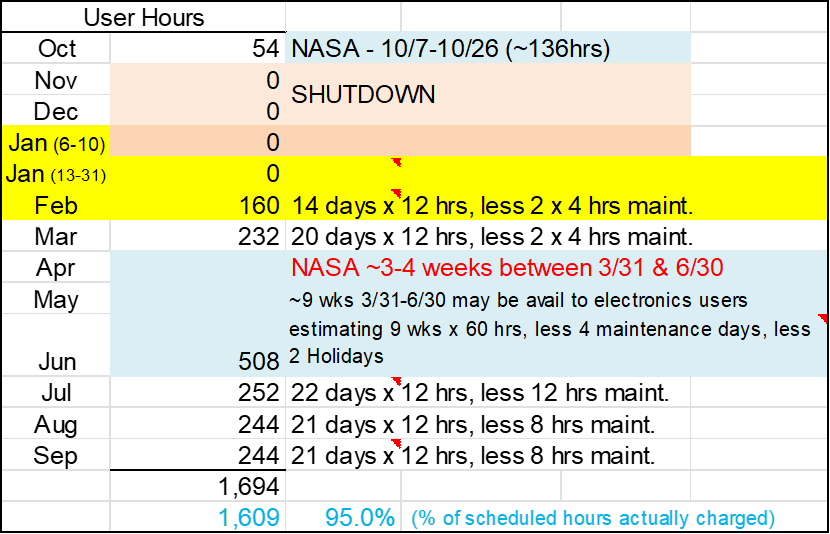 User Hours
Oct 54 NASA - 10/7-10/26 (~136hrs)
Nov 0
SHUTDOWN
Dec 0
Jan (6-10) 0
Jan (13-31) 0
Feb 160 14 days x 12 hrs, less 2 x 4 hrs maint.
Mar 232 20 days x 12 hrs, less 2 x 4 hrs maint.
Apr NASA ~3-4 weeks between 3/31 & 6/30
May ~9 wks 3/31-6/30 may be avail to electronics users
estimating 9 wks x 60 hrs, less 4 maintenance days, less
Jun 508 2 Holidays
Jul 252 22 days x 12 hrs, less 12 hrs maint.
Aug 244 21 days x 12 hrs, less 8 hrs maint.
Sep 244 21 days x 12 hrs, less 8 hrs maint.
1,694
1,609 95.0% (% of scheduled hours actually charged)